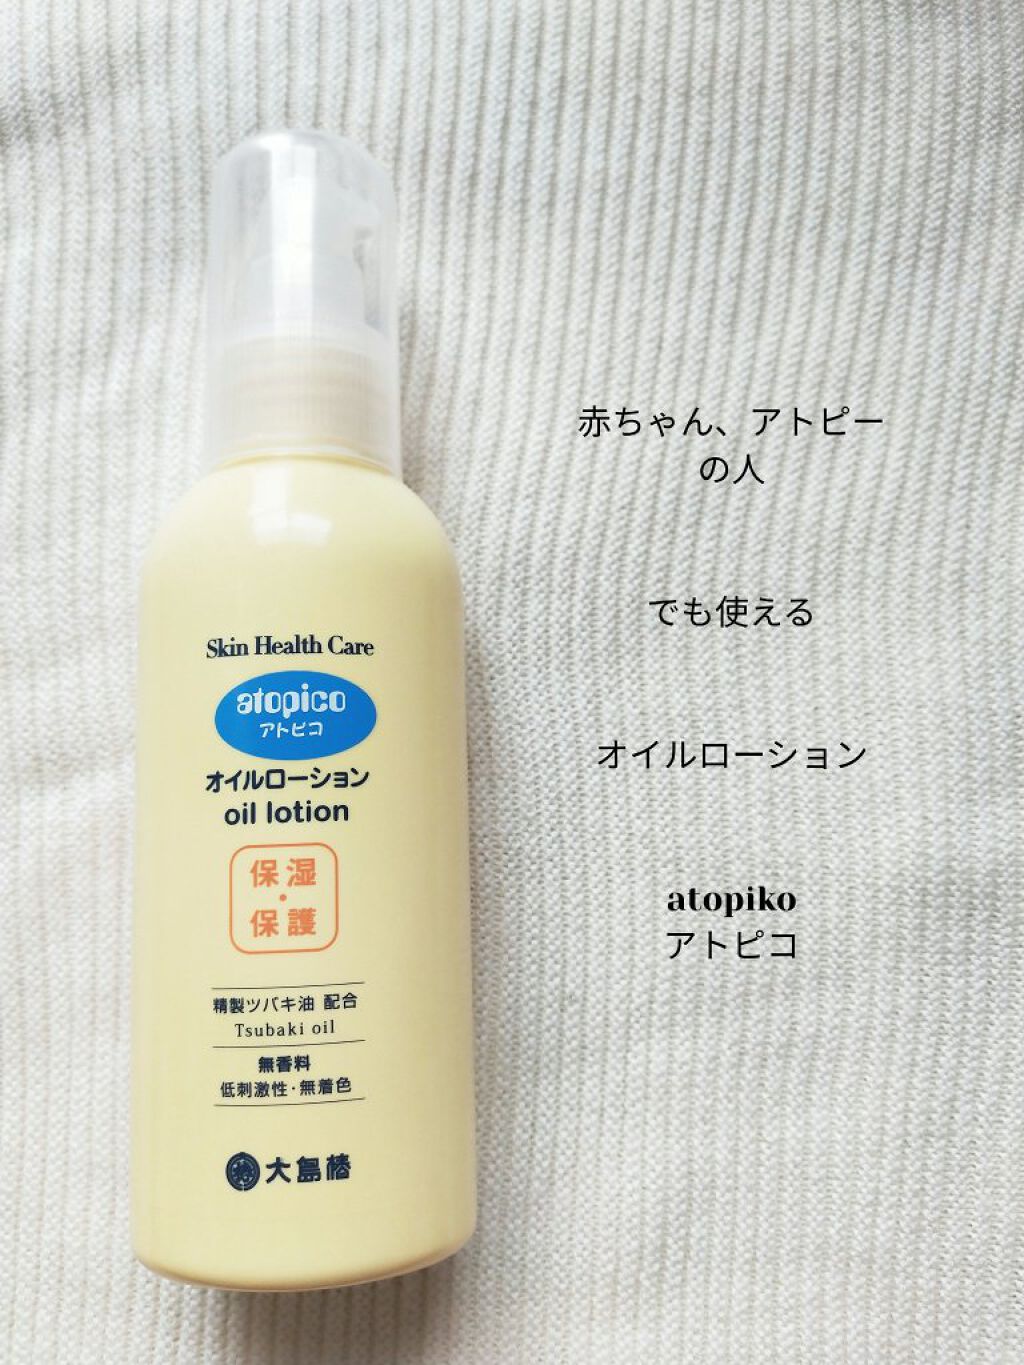 Skin Health Care
atopico
アトピコ
オイルローション
oil lotion
保湿
・
保護
精製ツバキ油 配合
Tsubaki oil
無香料
低刺激性・無着色
大島椿
赤ちゃん、アトピー
の人
でも使える
オイルローション
atopiko
アトピコ